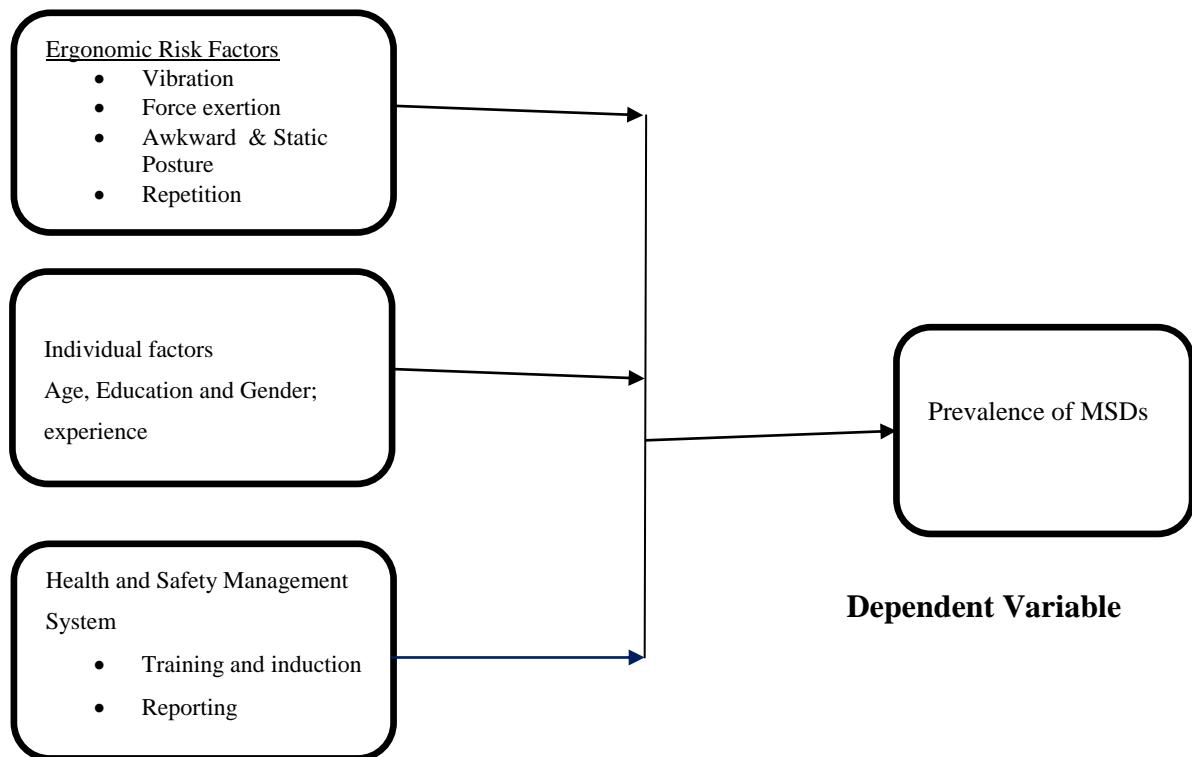 Ergonomic Risk Factors
• Vibration
• Force exertion
• Awkward & Static
Posture
• Repetition
Individual factors
Age, Education and Gender;
experience
Health and Safety Management
System
• Training and induction
• Reporting
Prevalence of MSDs
Dependent Variable